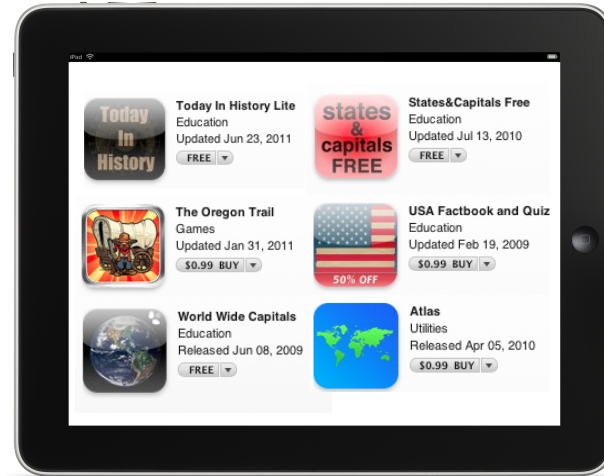 iPad
Today
In
History
Today In History Lite
Education
Updated Jun 23, 2011
FREE
states
&
capitals
FREE
States&Capitals Free
Education
Updated Jul 13, 2010
FREE
The Oregon Trail
Games
Updated Jan 31, 2011
$0.99 BUY
50% OFF
USA Factbook and Quiz
Education
Updated Feb 19, 2009
$0.99 BUY
World Wide Capitals
Education
Released Jun 08, 2009
FREE
Atlas
Utilities
Released Apr 05, 2010
$0.99 BUY